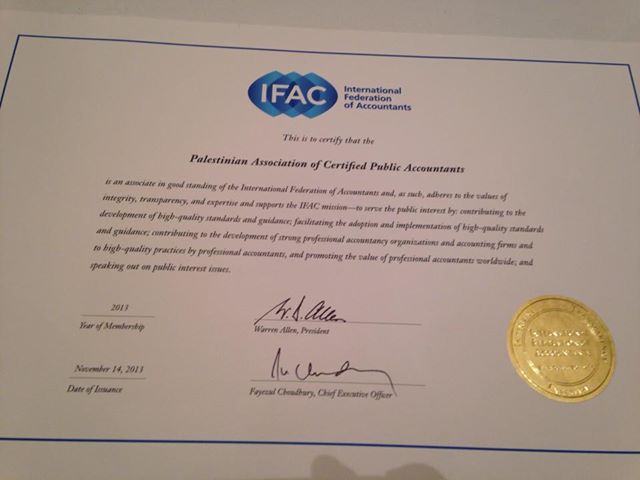 IFAC
International
Federation
of Accountants
This is to certify that the
Palestinian Association of Certified Public Accountants
is an associate in good standing of the International Federation of Accountants and, as such, adheres to the values of
integrity, transparency, and expertise and supports the IFAC mission—to serve the public interest by: contributing to the
development of high-quality standards and guidance; facilitating the adoption and implementation of high-quality standards
and guidance; contributing to the development of strong professional accountancy organizations and accounting firms and
to high-quality practices by professional accountants, and promoting the value of professional accountants worldwide; and
speaking out on public interest issues.
2013
Year of Membership
W. D. Allen
Warren Allen, President
November 14, 2013
Date of Issuance
Fayezul Choudhury, Chief Executive Officer